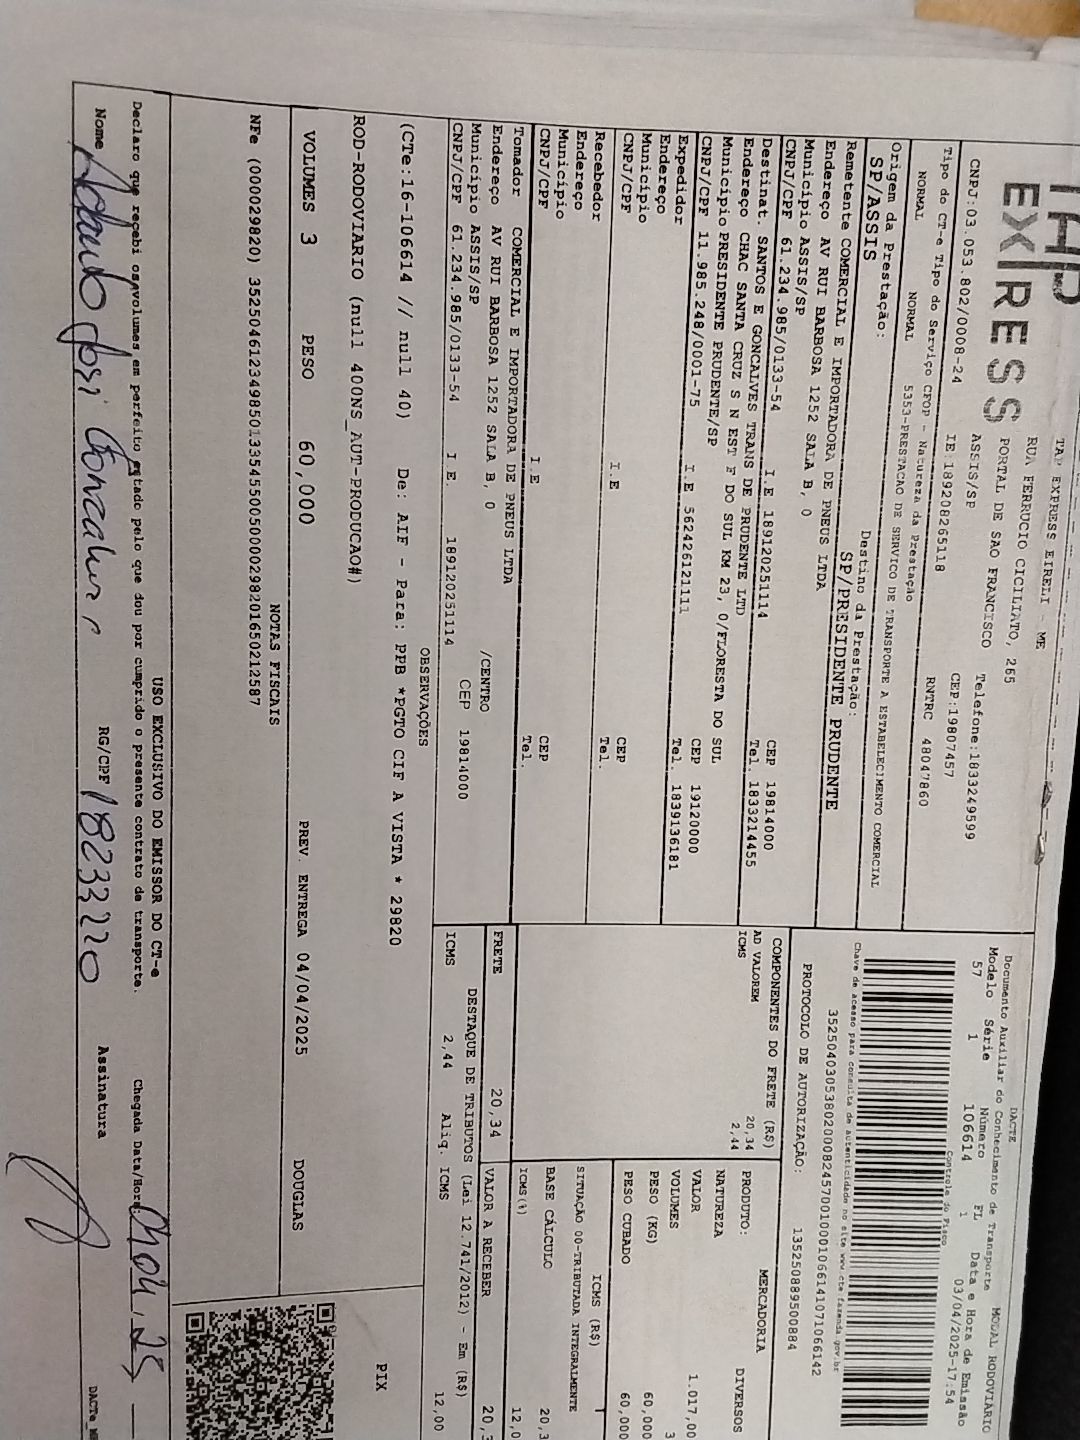 TAP EXPRESS EIRELI - ME
EXPRESS
RUA FERRUCIO CICILIATO, 265
PORTAL DE SAO FRANCISCO Telefone:1833249599
ASSIS/SP CEP:19807457
CNPJ:03.053.802/0008-24 IE:189208265118 RNTRC 48047860
Tipo do CT-e Tipo do Serviço CFOP - Natureza da Prestação
NORMAL NORMAL 5353-PRESTACAO DE SERVICO DE TRANSPORTE A ESTABELECIMENTO COMERCIAL
Origem da Prestação: Destino da Prestação:
SP/ASSIS SP/PRESIDENTE PRUDENTE
Remetente COMERCIAL E IMPORTADORA DE PNEUS LTDA
Endereço AV RUI BARBOSA 1252 SALA B, 0
Município ASSIS/SP CEP 19814000
CNPJ/CPF 61.234.985/0133-54 I.E 189120251114 Tel. 1833214455
Destinat. SANTOS E GONCALVES TRANS DE PRUDENTE LTD
Endereço CHAC SANTA CRUZ S N EST F DO SUL KM 23, 0/FLORESTA DO SUL
Município PRESIDENTE PRUDENTE/SP CEP 19120000
CNPJ/CPF 11.985.248/0001-75 I.E 562426121111 Tel. 1839136181
Expedidor
Endereço
Município CEP
CNPJ/CPF I.E Tel.
Recebedor
Endereço
Município CEP
CNPJ/CPF I.E Tel.
Tomador COMERCIAL E IMPORTADORA DE PNEUS LTDA
Endereço AV RUI BARBOSA 1252 SALA B, 0 /CENTRO
Município ASSIS/SP CEP 19814000
CNPJ/CPF 61.234.985/0133-54 I.E. 189120251114
DACTE MODAL RODOVIÁRIO
Documento Auxiliar do Conhecimento de Transporte
Modelo Série Número FL Data e Hora de Emissão
57 1 106614 1 03/04/2025-17:54
Controle do Fisco
Chave de acesso para consulta de autenticidade no site www.cte.fazenda.gov.br
35250403053802000824570010001066141071066142
PROTOCOLO DE AUTORIZAÇÃO: 135250889500884
COMPONENTES DO FRETE (R$)
AD VALOREM 20,34
ICMS 2,44
PRODUTO: MERCADORIA DIVERSOS
NATUREZA
VALOR 1.017,00
VOLUMES 3
PESO (KG) 60,000
PESO CUBADO 60,000
ICMS (R$)
SITUAÇÃO 00-TRIBUTADA INTEGRALMENTE
BASE CÁLCULO 20,3
ICMS(%) 12,0
FRETE 20,34 VALOR A RECEBER 20,3
DESTAQUE DE TRIBUTOS (Lei 12.741/2012) - Em (R$)
ICMS 2,44 Aliq. ICMS 12,00
OBSERVAÇÕES
(CTe:16-106614 // null 40) De: AIF - Para: PPB *PGTO CIF A VISTA * 29820
ROD-RODOVIARIO (null 400NS_AUT-PRODUCAO#)
PIX
VOLUMES 3 PESO 60,000 PREV. ENTREGA 04/04/2025 DOUGLAS
NOTAS FISCAIS
NFe (000029820) 35250461234985013354550050000298201650212587
USO EXCLUSIVO DO EMISSOR DO CT-e
Declaro que recebi os volumes em perfeito estado pelo que dou por cumprido o presente contrato de transporte. Chegada Data/Hora
Nome RG/CPF 18233220 Assinatura